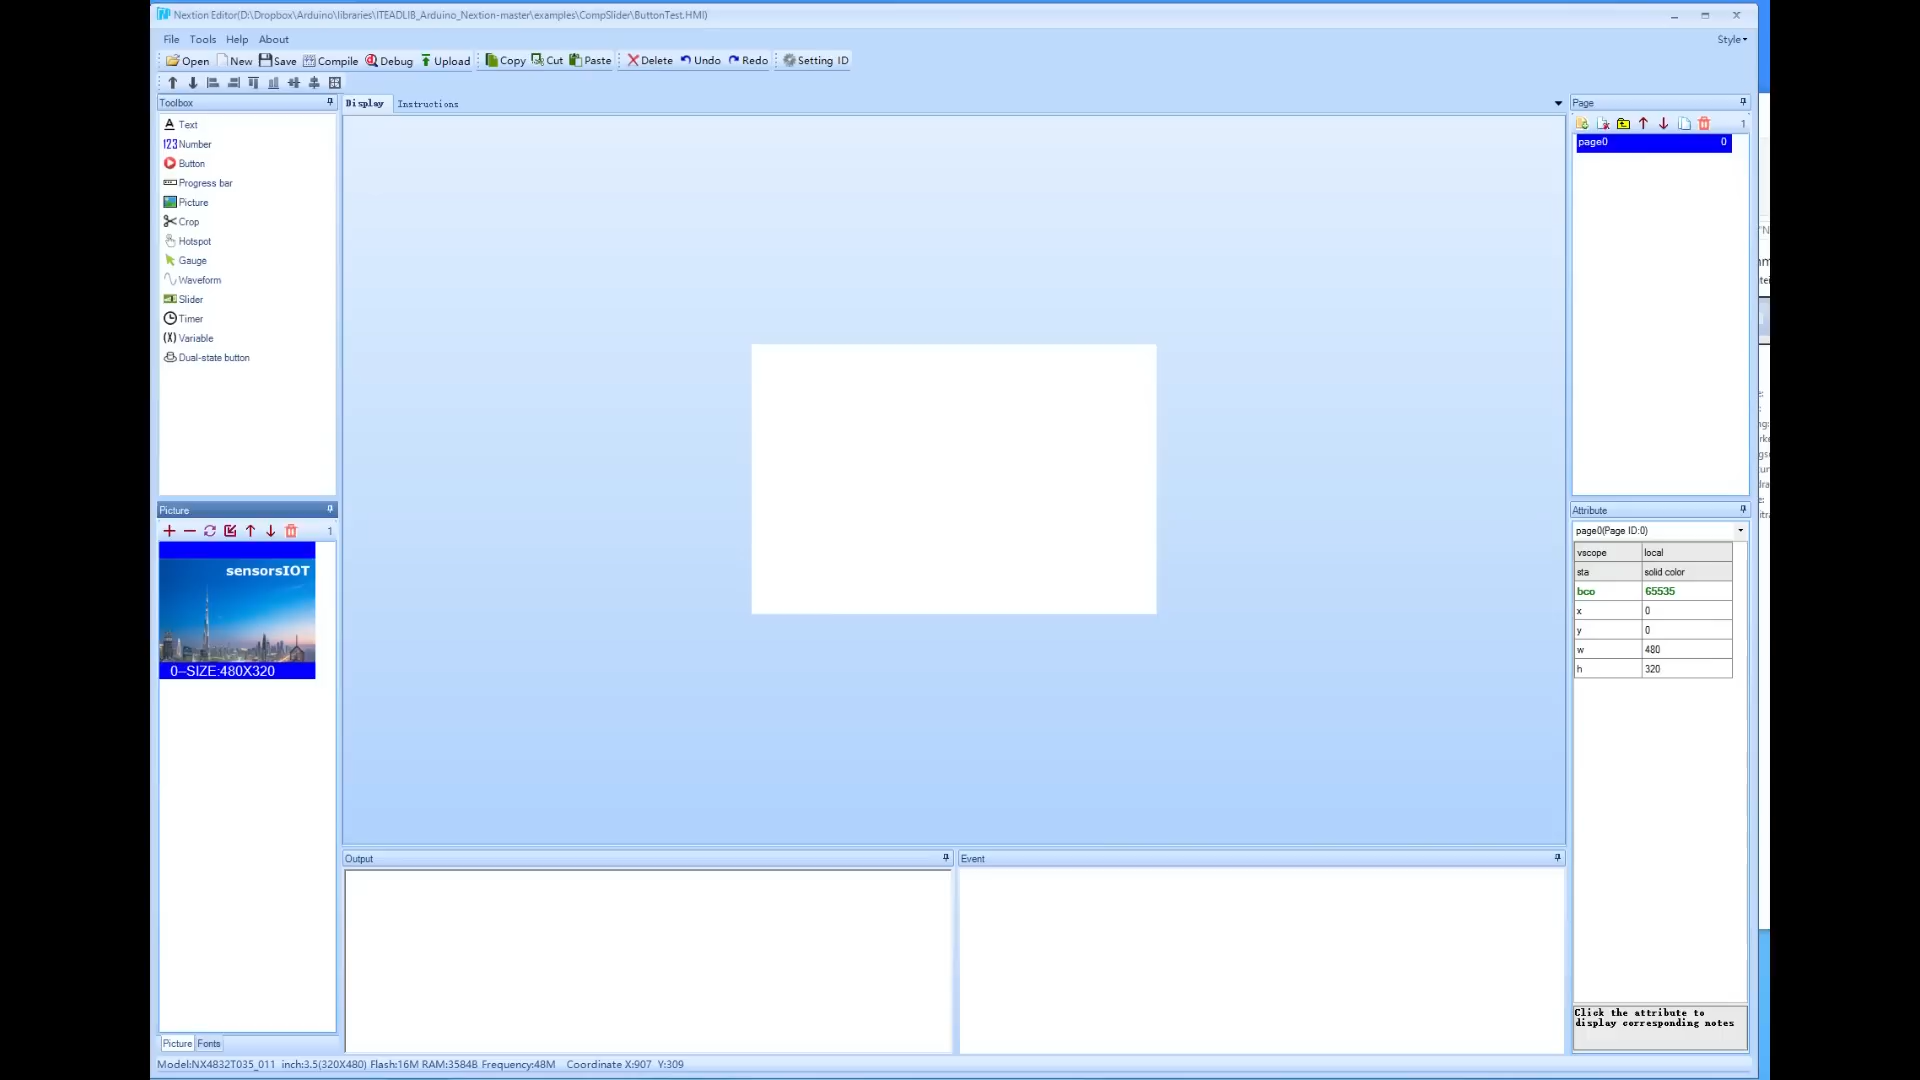 Nextion Editor(D:\Dropbox\Arduino\libraries\ITEADLIB_Arduino_Nextion-master\examples\CompSlider\ButtonTest.HMI)
File Tools Help About
Style
Open New Save Compile Debug Upload Copy Cut Paste Delete Undo Redo Setting ID
Toolbox
Text
123 Number
Button
Progress bar
Picture
Crop
Hotspot
Gauge
Waveform
Slider
Timer
(X) Variable
Dual-state button
Display Instructions
Page
1
page0 0
Picture
1
sensorsIOT
0--SIZE:480X320
Picture Fonts
Attribute
page0(Page ID:0)
vscope local
sta solid color
bco 65535
x 0
y 0
w 480
h 320
Click the attribute to
display corresponding notes
Output
Event
Model:NX4832T035_011 inch:3.5(320X480) Flash:16M RAM:3584B Frequency:48M Coordinate X:907 Y:309